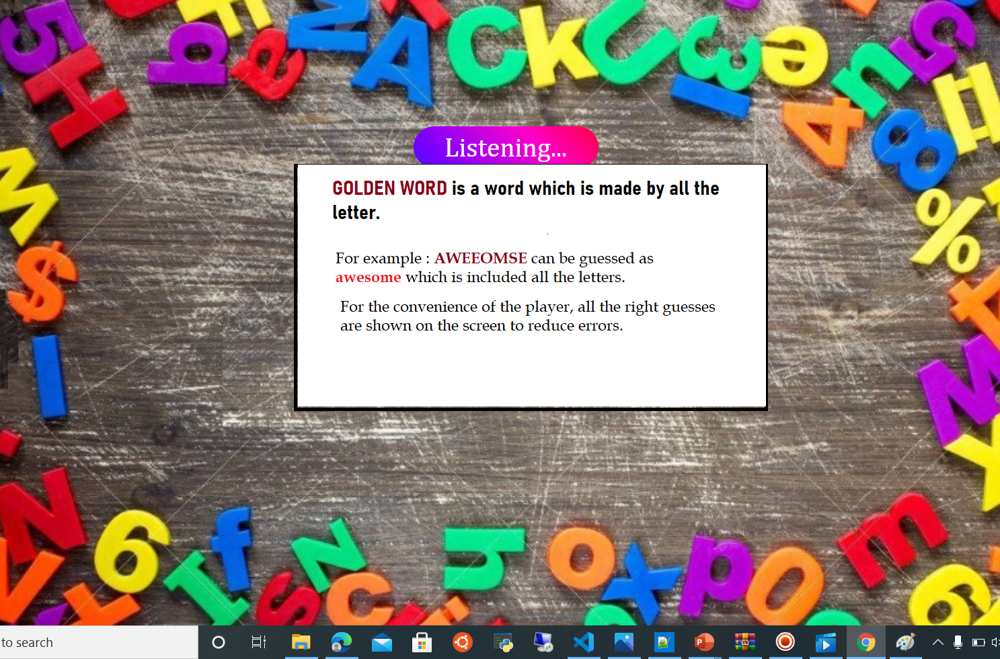 Listening...
GOLDEN WORD is a word which is made by all the
letter.
For example : AWEEOMSE can be guessed as
awesome which is included all the letters.
For the convenience of the player, all the right guesses
are shown on the screen to reduce errors.
to search